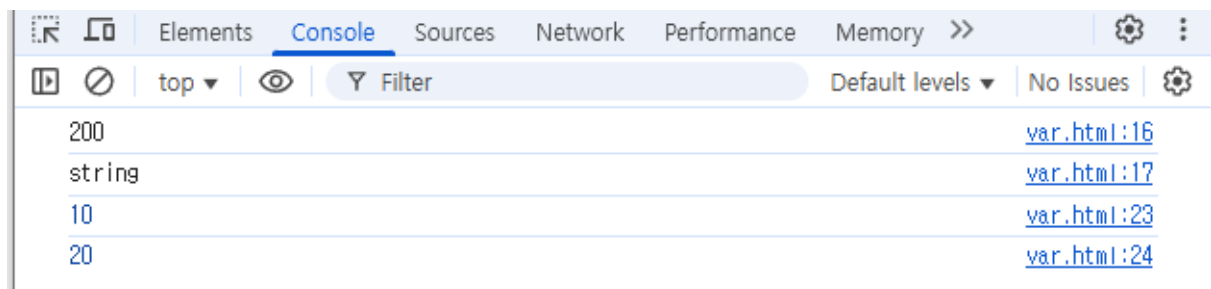 Elements Console Sources Network Performance Memory >>
top ▼ Filter Default levels ▼ No Issues
200 var.html:16
string var.html:17
10 var.html:23
20 var.html:24